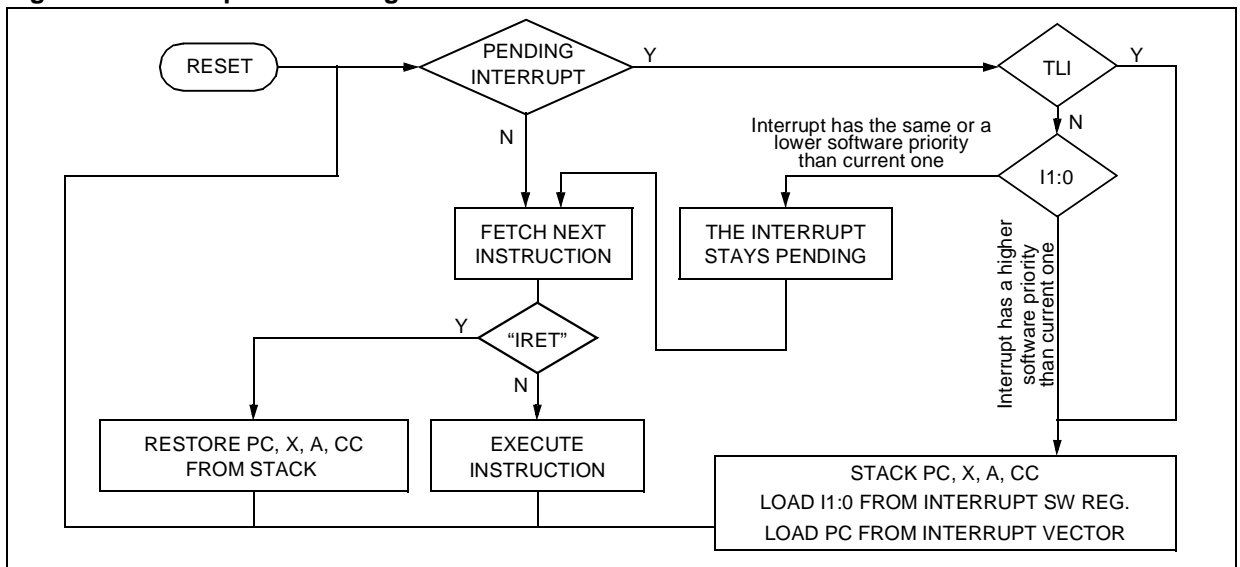 RESET
PENDING
INTERRUPT
Y
TLI
Y
N
N
Interrupt has the same or a
lower software priority
than current one
I1:0
FETCH NEXT
INSTRUCTION
THE INTERRUPT
STAYS PENDING
Interrupt has a higher
software priority
than current one
Y
“IRET”
N
RESTORE PC, X, A, CC
FROM STACK
EXECUTE
INSTRUCTION
STACK PC, X, A, CC
LOAD I1:0 FROM INTERRUPT SW REG.
LOAD PC FROM INTERRUPT VECTOR